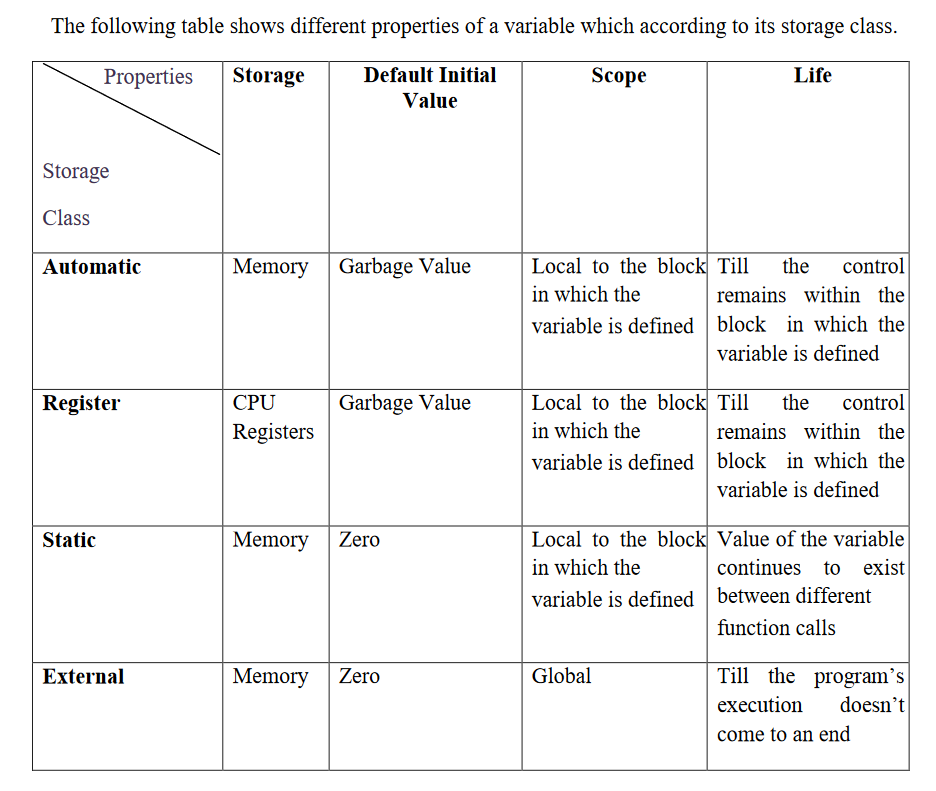 The following table shows different properties of a variable which according to its storage class.
Properties
Storage
Class
Storage
Default Initial
Value
Scope
Life
Automatic
Memory
Garbage Value
Local to the block
in which the
variable is defined
Till the control
remains within the
block in which the
variable is defined
Register
CPU
Registers
Garbage Value
Local to the block
in which the
variable is defined
Till the control
remains within the
block in which the
variable is defined
Static
Memory
Zero
Local to the block
in which the
variable is defined
Value of the variable
continues to exist
between different
function calls
External
Memory
Zero
Global
Till the program’s
execution doesn’t
come to an end